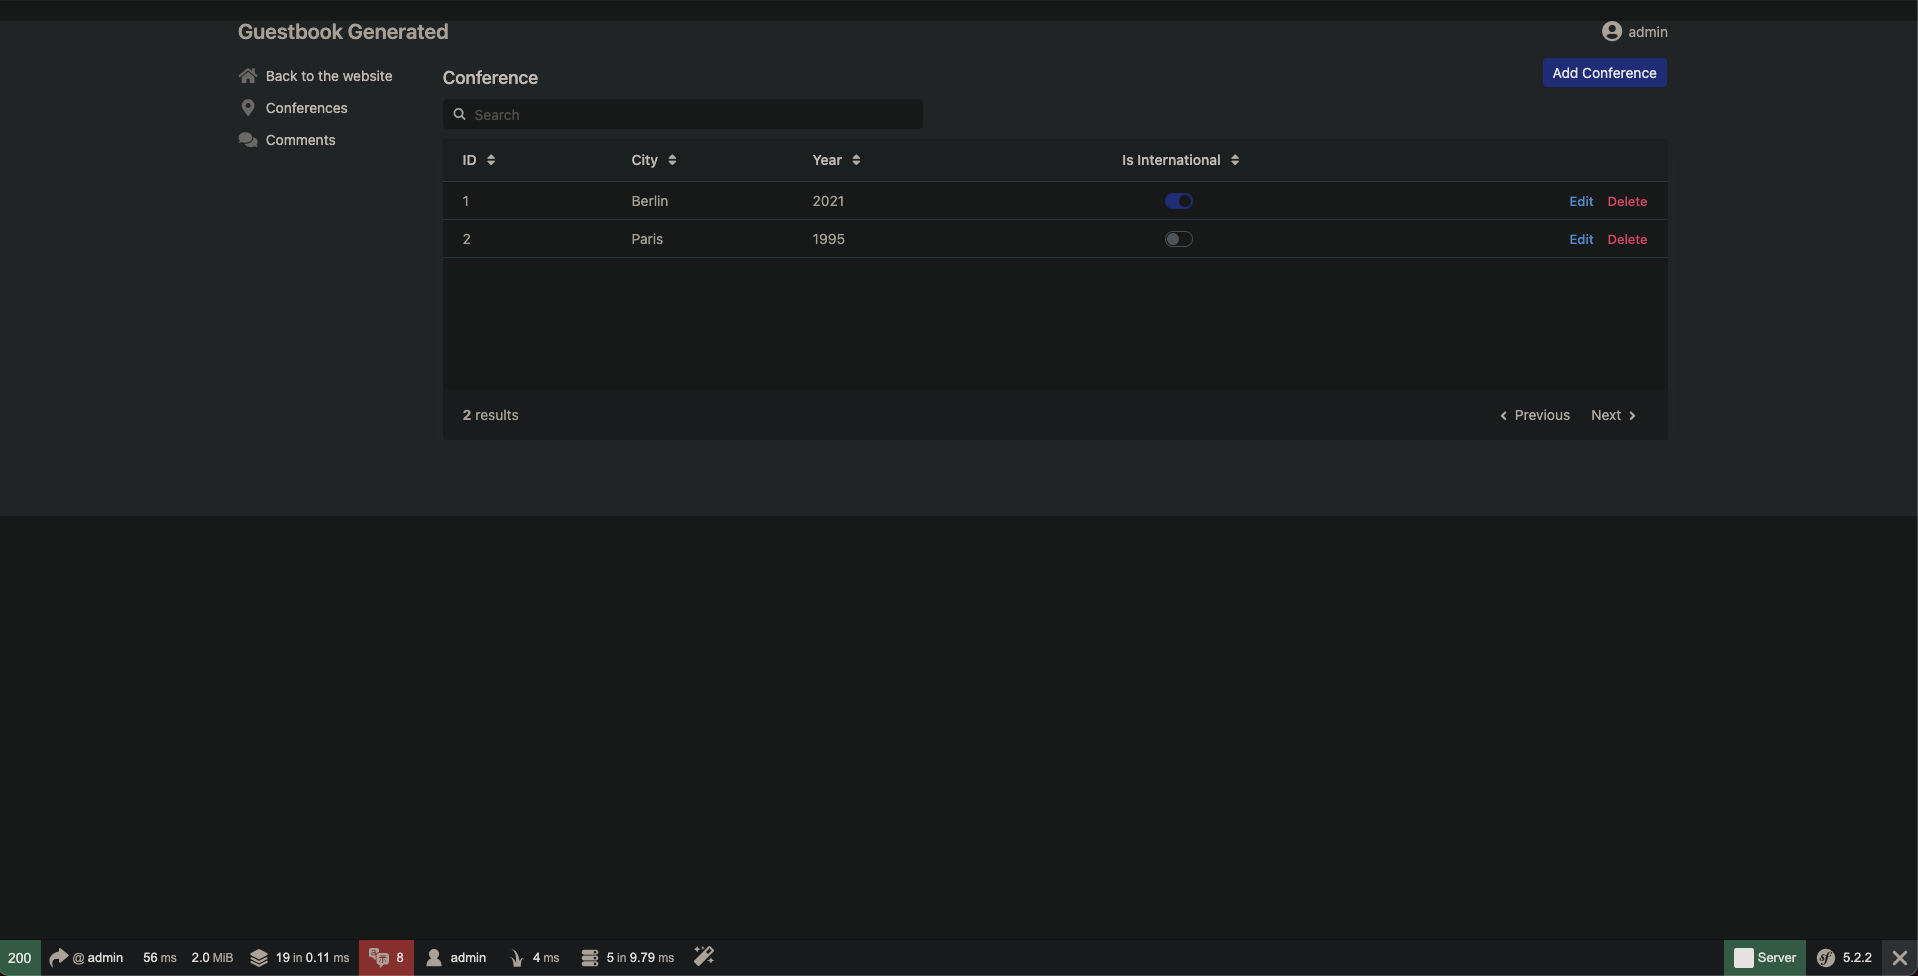 Guestbook Generated
admin
Back to the website
Conferences
Comments
Conference
Add Conference
Search
ID City Year Is International
1 Berlin 2021 Edit Delete
2 Paris 1995 Edit Delete
2 results
Previous Next
200 @ admin 56 ms 2.0 MiB 19 in 0.11 ms 8 admin 4 ms 5 in 9.79 ms Server sf 5.2.2